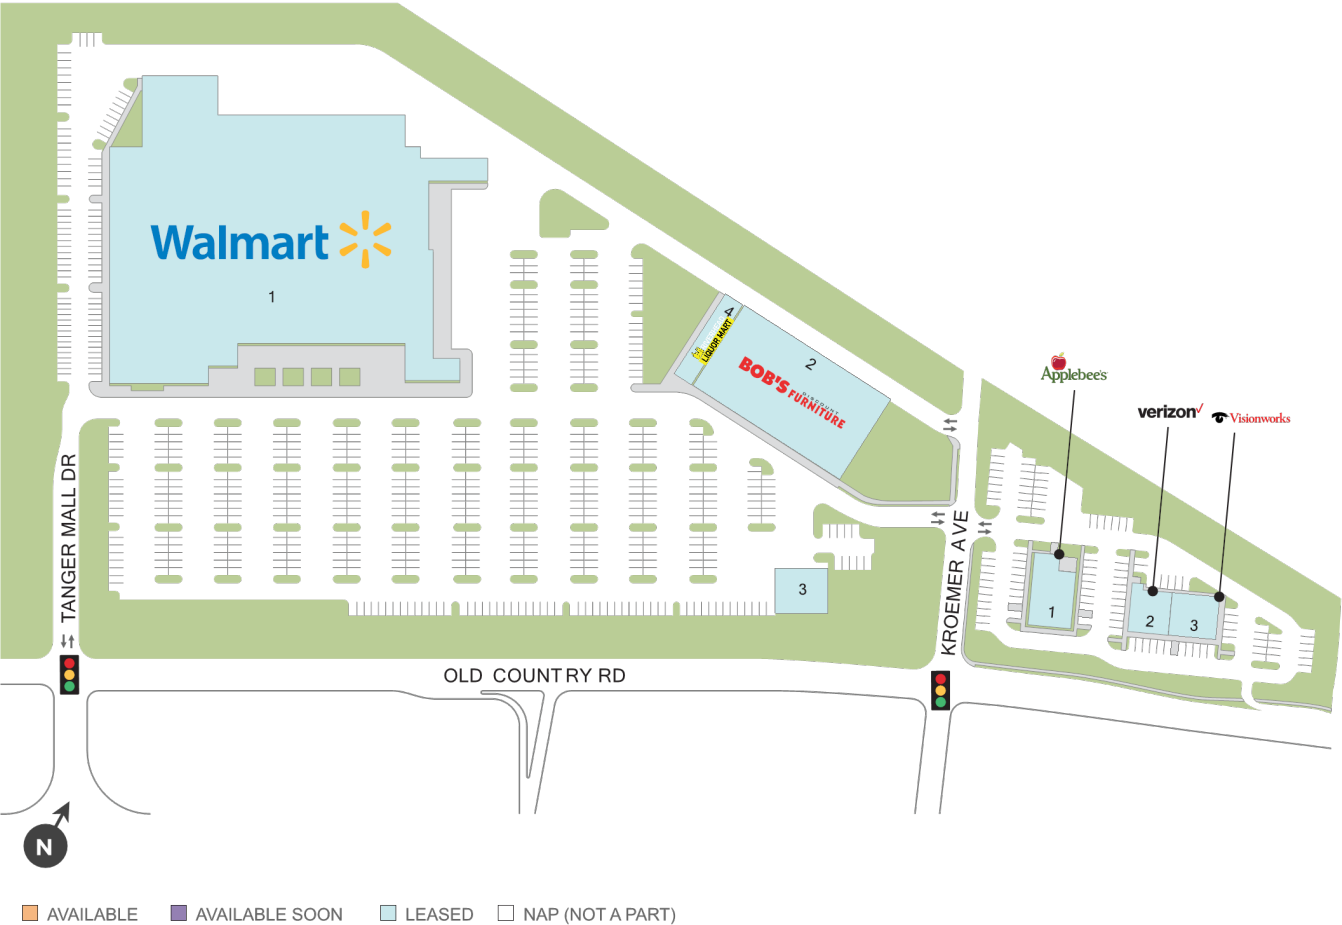 Walmart
1
4
LIQUOR MART
2
BOB'S
DISCOUNT
FURNITURE
Applebee's
verizon
Visionworks
TANGER MALL DR
KROEMER AVE
3
1
2
3
OLD COUNTRY RD
N
AVAILABLE
AVAILABLE SOON
LEASED
NAP (NOT A PART)